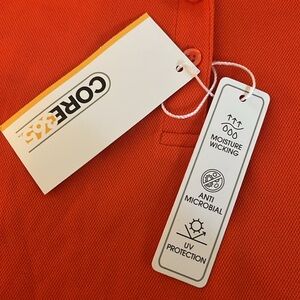 CORE365
MOISTURE
WICKING
ANTI
MICROBIAL
UV
PROTECTION